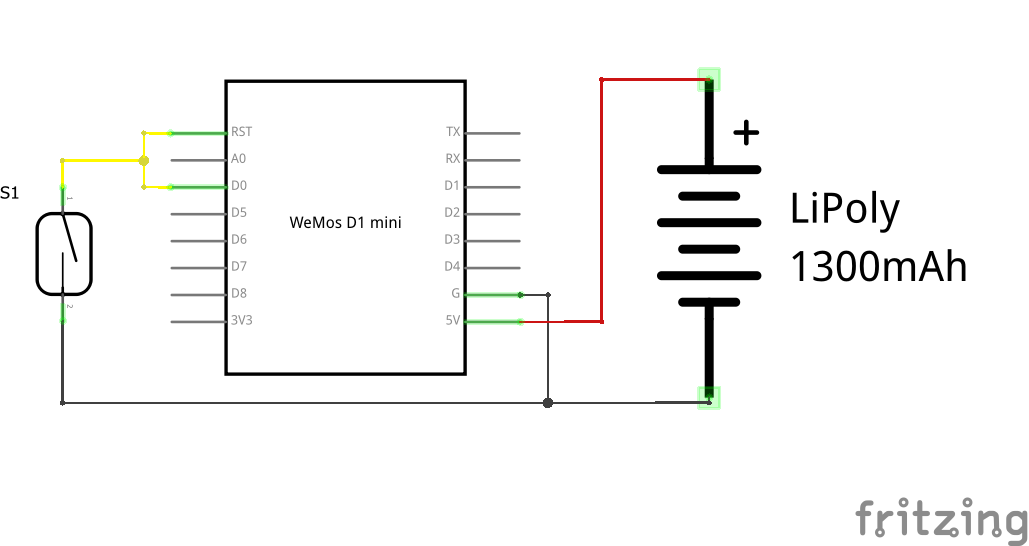 S1
1
2
RST
A0
D0
D5
D6
D7
D8
3V3
WeMos D1 mini
TX
RX
D1
D2
D3
D4
G
5V
+
LiPoly
1300mAh
fritzing